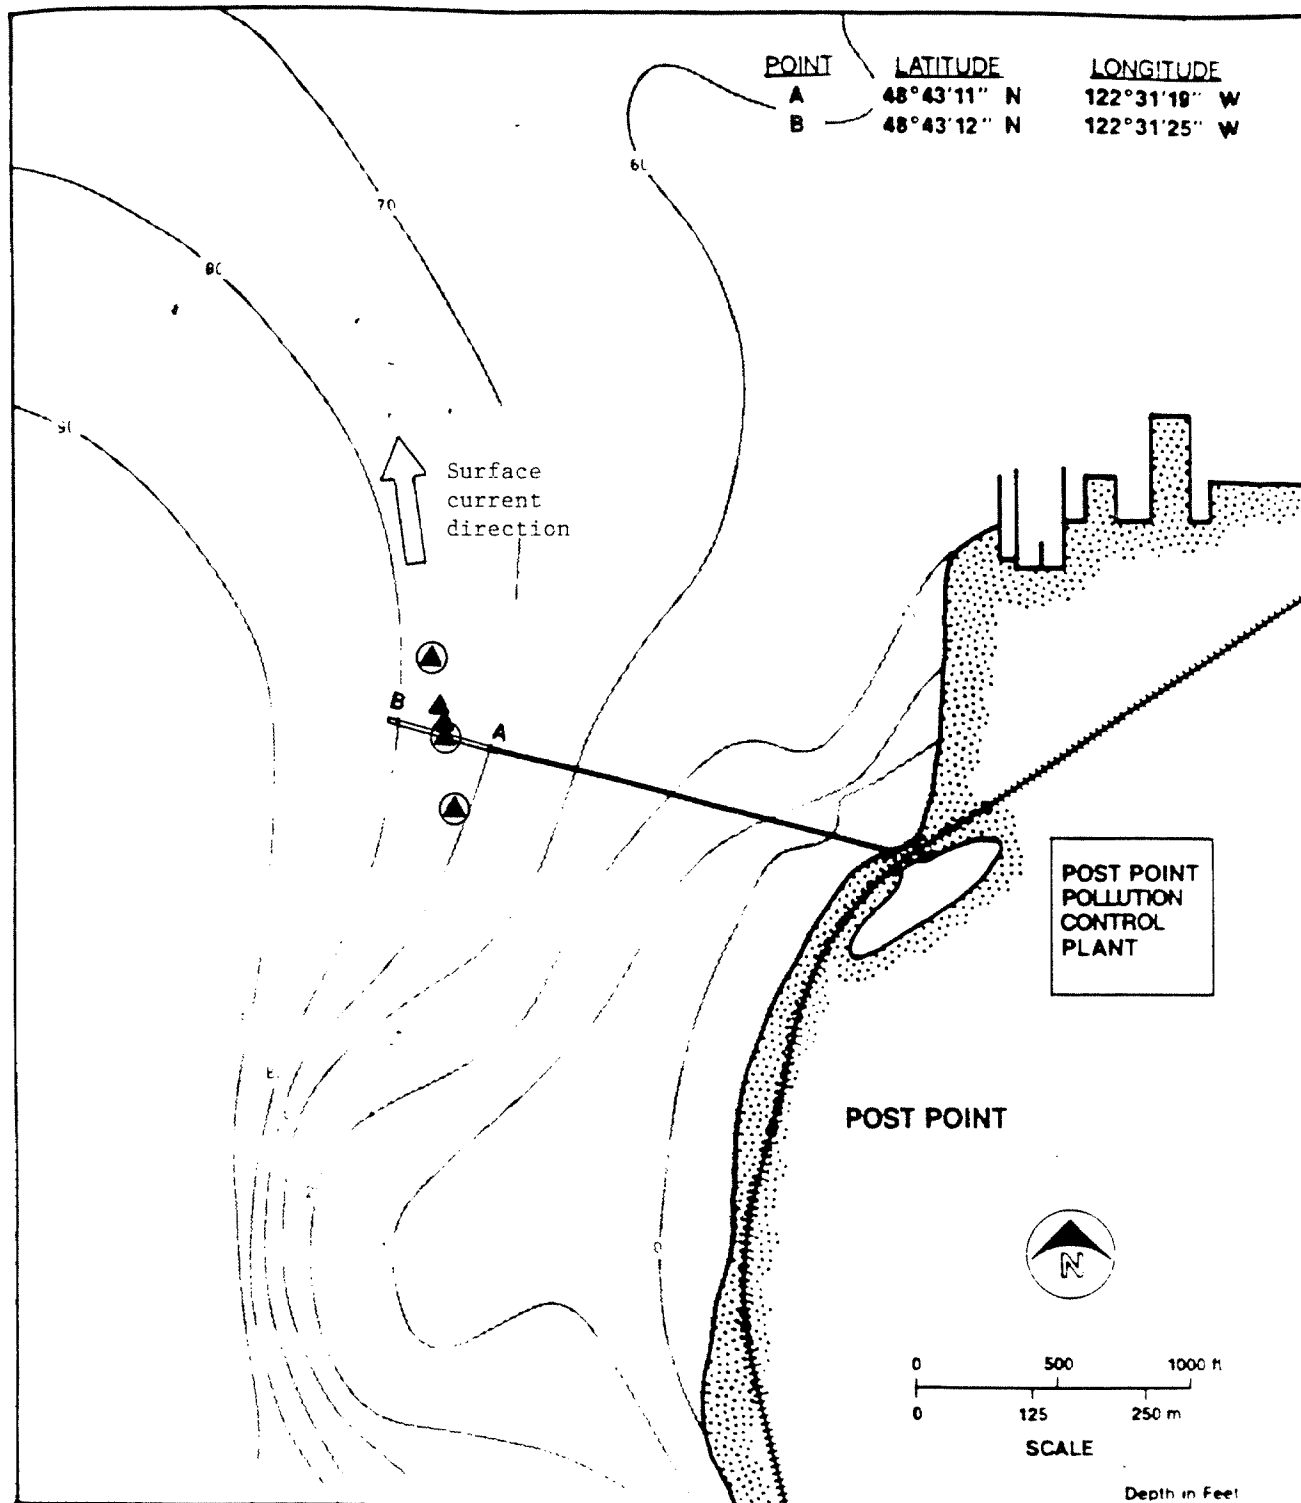 POINT LATITUDE LONGITUDE
A 48°43'11" N 122°31'19" W
B 48°43'12" N 122°31'25" W
70
80
Surface
current
direction
B
A
POST POINT
POLLUTION
CONTROL
PLANT
POST POINT
N
0 500 1000 ft
0 125 250 m
SCALE
Depth in Feet